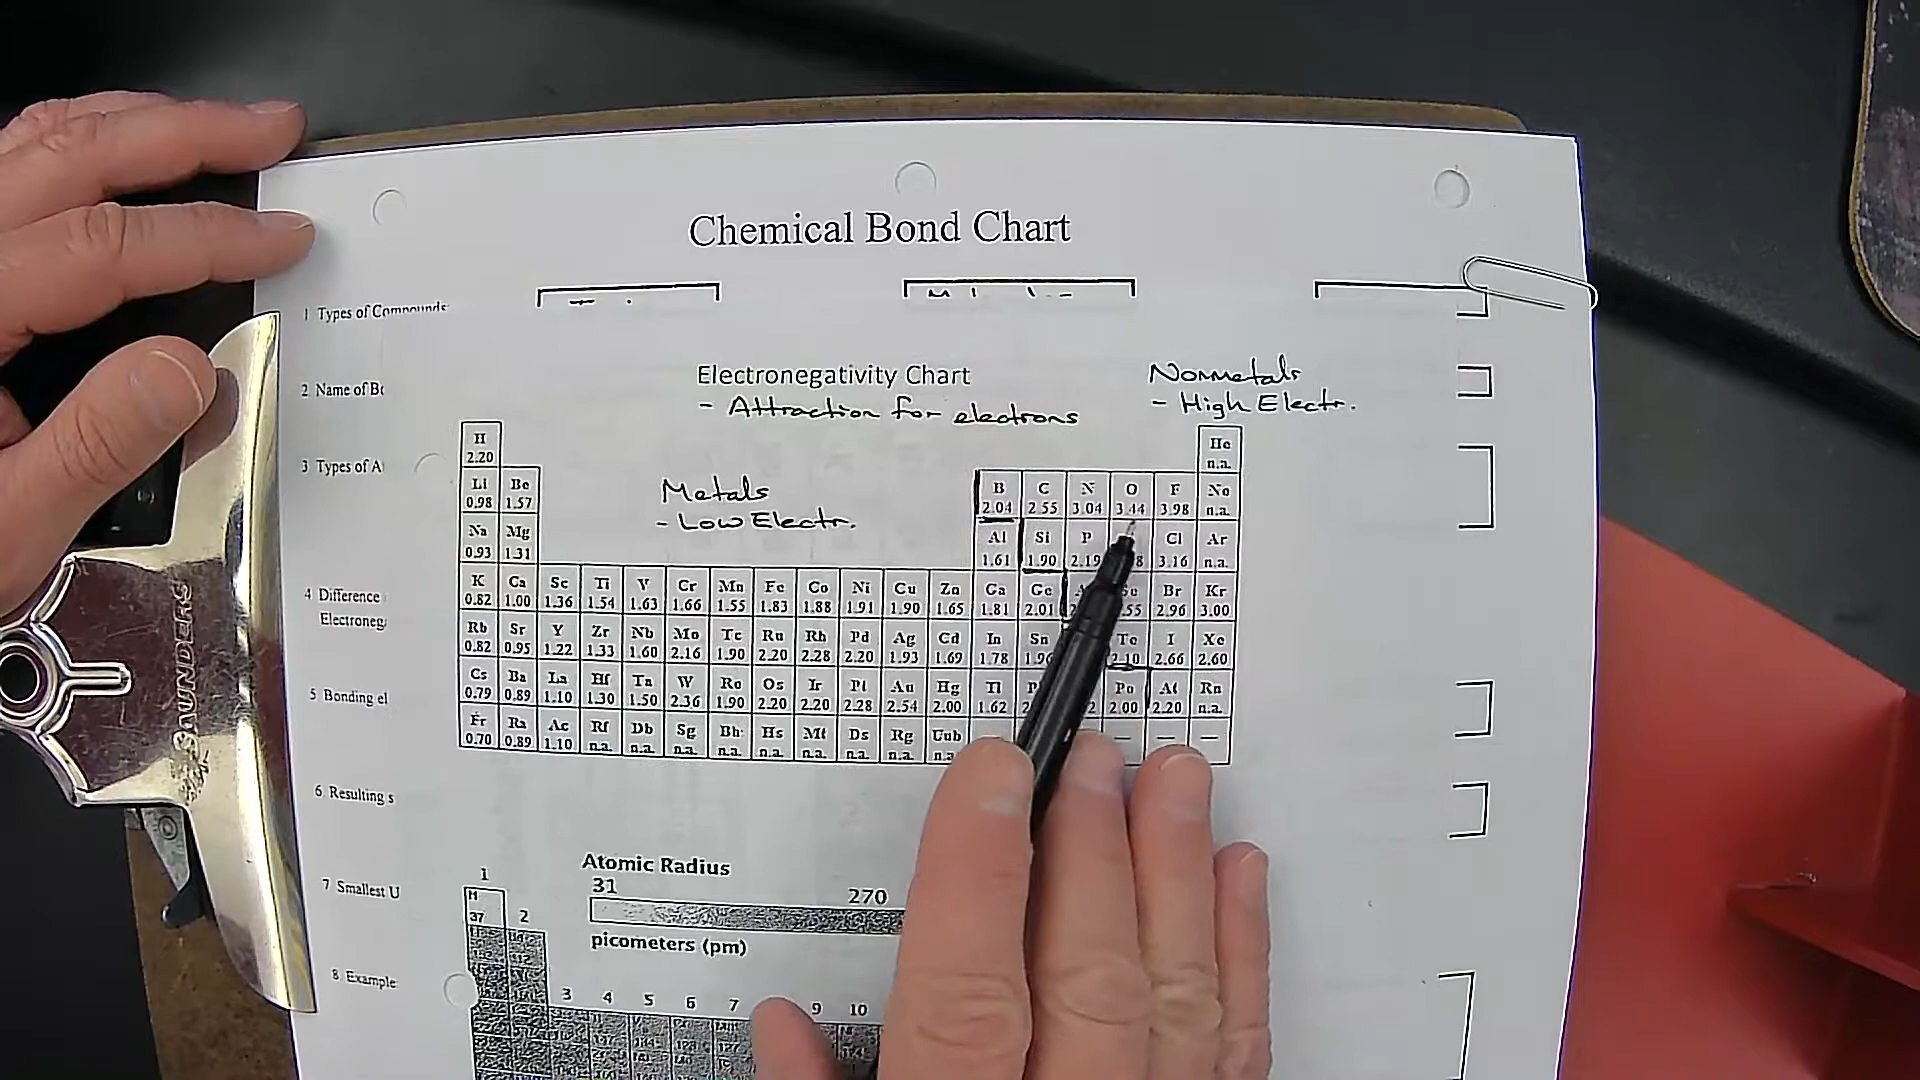 Chemical Bond Chart
1 Types of Compounds
Electronegativity Chart
- Attraction for electrons
Nonmetals
- High Electr.
2 Name of
3 Types of A
Metals
- Low Electr.
H He
2.20 n.a.
Li Be B C N O F Ne
0.98 1.57 2.04 2.55 3.04 3.44 3.98 n.a.
Na Mg Al Si P Cl Ar
0.93 1.31 1.61 1.90 2.19 3.16 n.a.
K Ca Sc Ti V Cr Mn Fe Co Ni Cu Zn Ga Ge Br Kr
0.82 1.00 1.36 1.54 1.63 1.66 1.55 1.83 1.88 1.91 1.90 1.65 1.81 2.01 2.96 3.00
Rb Sr Y Zr Nb Mo Tc Ru Rh Pd Ag Cd In Sn Te I Xe
0.82 0.95 1.22 1.33 1.60 2.16 1.90 2.20 2.28 2.20 1.93 1.69 1.78 2.10 2.66 2.60
Cs Ba La Hf Ta W Re Os Ir Pt Au Hg Tl Po At Rn
0.79 0.89 1.10 1.30 1.50 2.36 1.90 2.20 2.20 2.28 2.54 2.00 1.62 2.00 2.20 n.a.
Fr Ra Ac Rf Db Sg Bh Hs Mt Ds Rg Uub
0.70 0.89 1.10 n.a. n.a. n.a. n.a. n.a. n.a. n.a. n.a.
4 Difference
Electroneg
5 Bonding el
6 Resulting s
7 Smallest U
8 Example
Atomic Radius
31 270
picometers (pm)
1
H
37
2
3 4 5 6 7 9 10
SAUNDERS